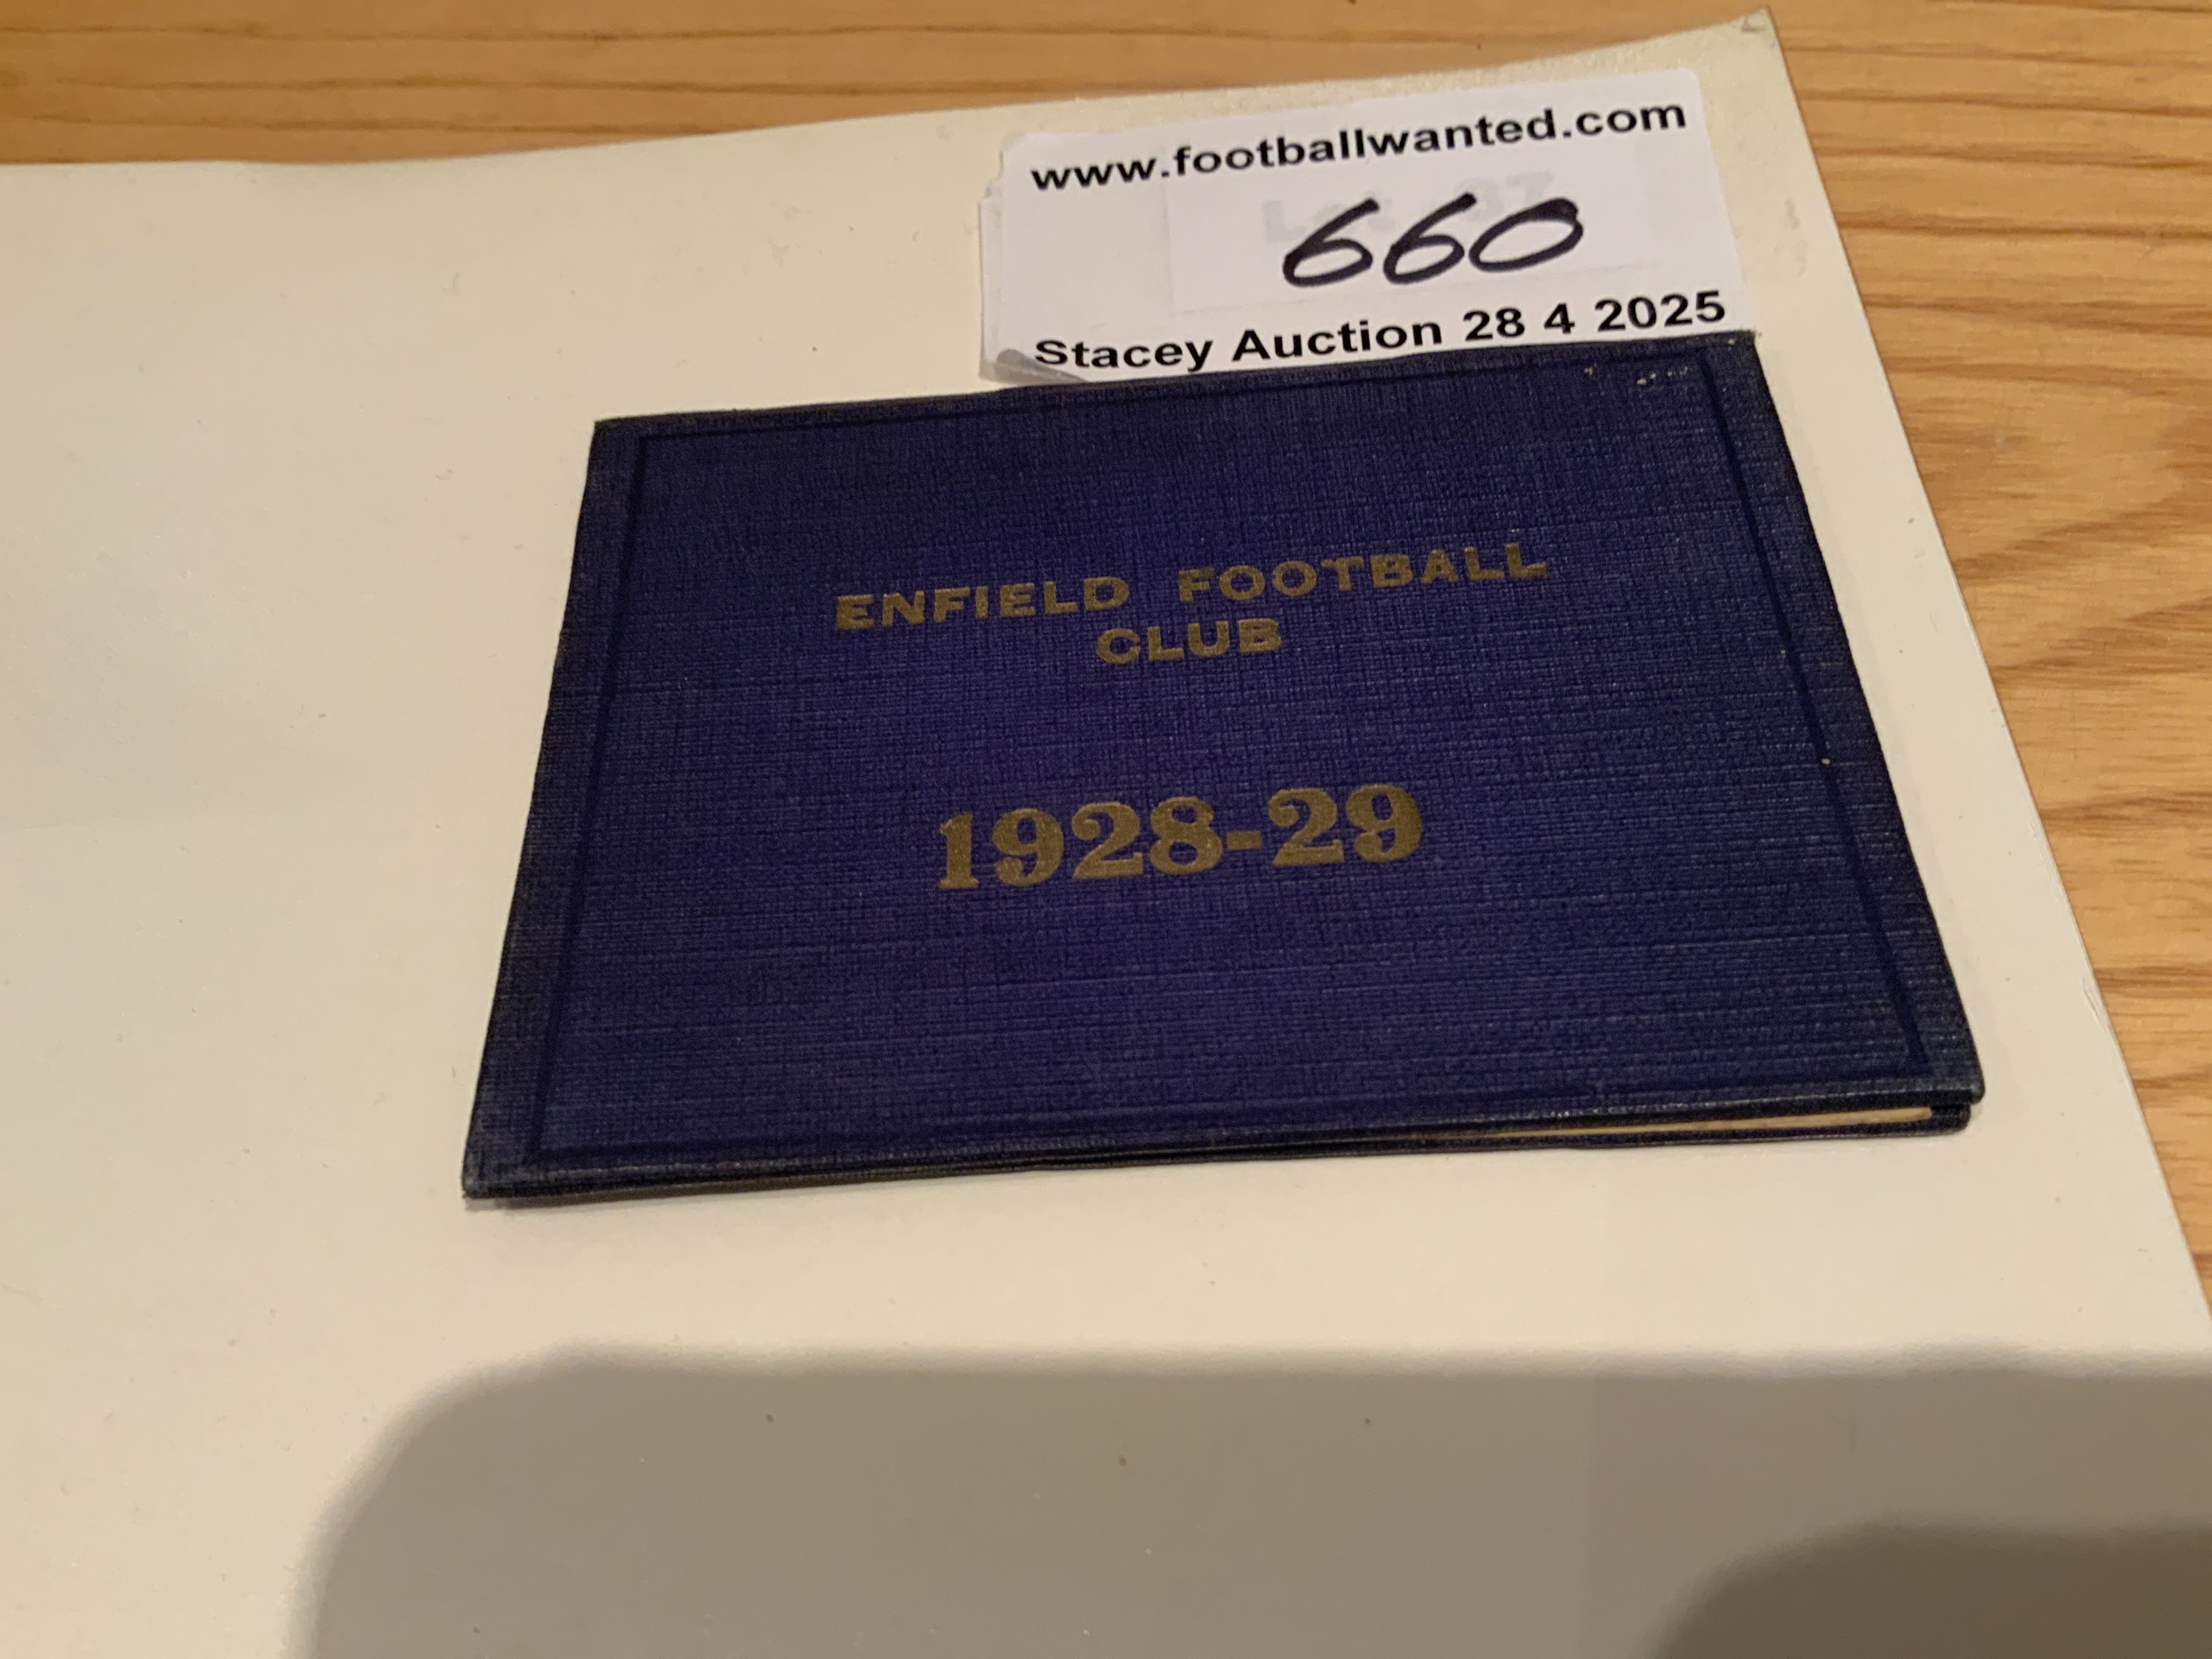 www.footballwanted.com
660
Stacey Auction 28 4 2025
ENFIELD FOOTBALL
CLUB
1928-29